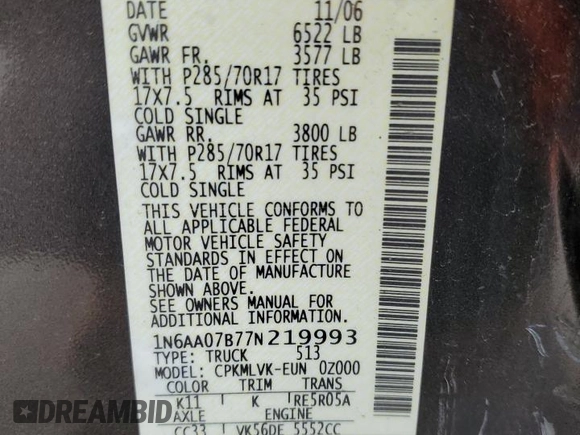 DATE 11/06
GVWR 6522 LB
GAWR FR. 3577 LB
WITH P285/70R17 TIRES
17X7.5 RIMS AT 35 PSI
COLD SINGLE
GAWR RR. 3800 LB
WITH P285/70R17 TIRES
17X7.5 RIMS AT 35 PSI
COLD SINGLE
THIS VEHICLE CONFORMS TO
ALL APPLICABLE FEDERAL
MOTOR VEHICLE SAFETY
STANDARDS IN EFFECT ON
THE DATE OF MANUFACTURE
SHOWN ABOVE.
SEE OWNERS MANUAL FOR
ADDITIONAL INFORMATION.
1N6AA07B77N219993
TYPE: TRUCK 513
MODEL: CPKMLVK-EUN 0Z000
COLOR TRIM TRANS
K11 K RE5R05A
AXLE ENGINE
CC33 VK56DE 5552CC
FCARFAX